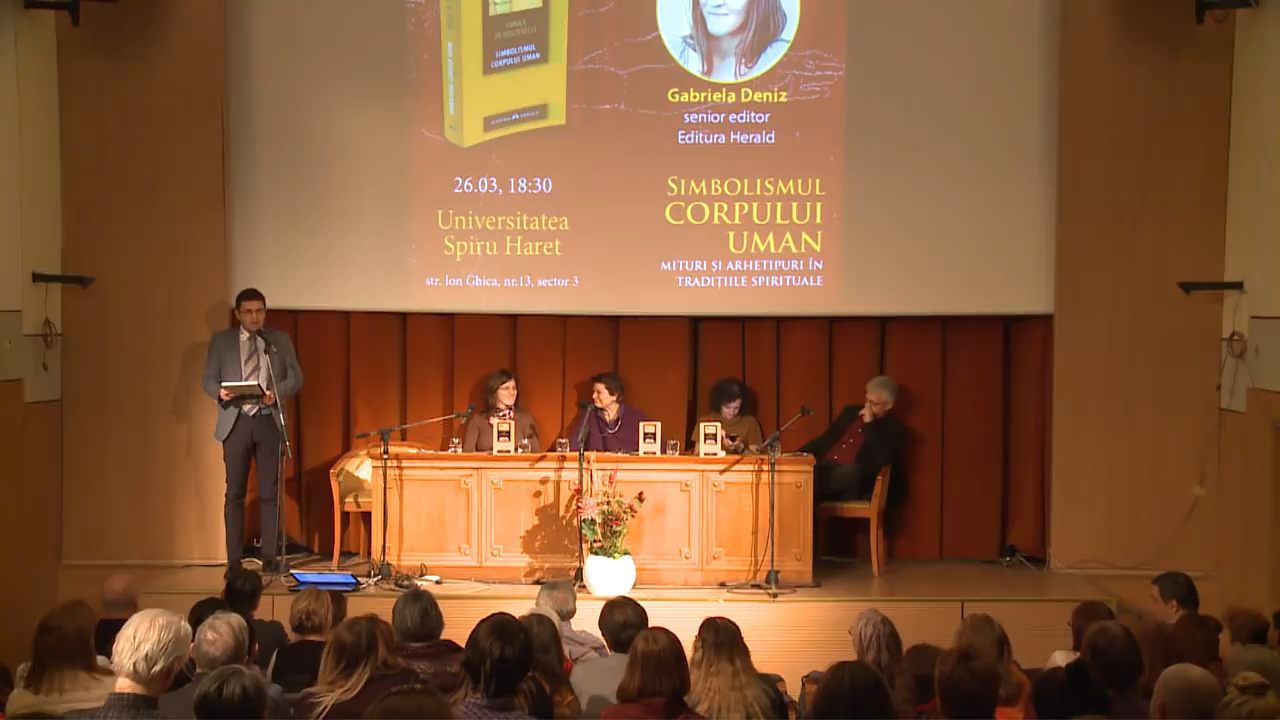 SIMBOLISMUL
CORPULUI UMAN
Gabriela Deniz
senior editor
Editura Herald
26.03, 18:30
Universitatea
Spiru Haret
str. Ion Ghica, nr.13, sector 3
SIMBOLISMUL
CORPULUI
UMAN
MITURI ȘI ARHETIPURI ÎN
TRADIȚIILE SPIRITUALE